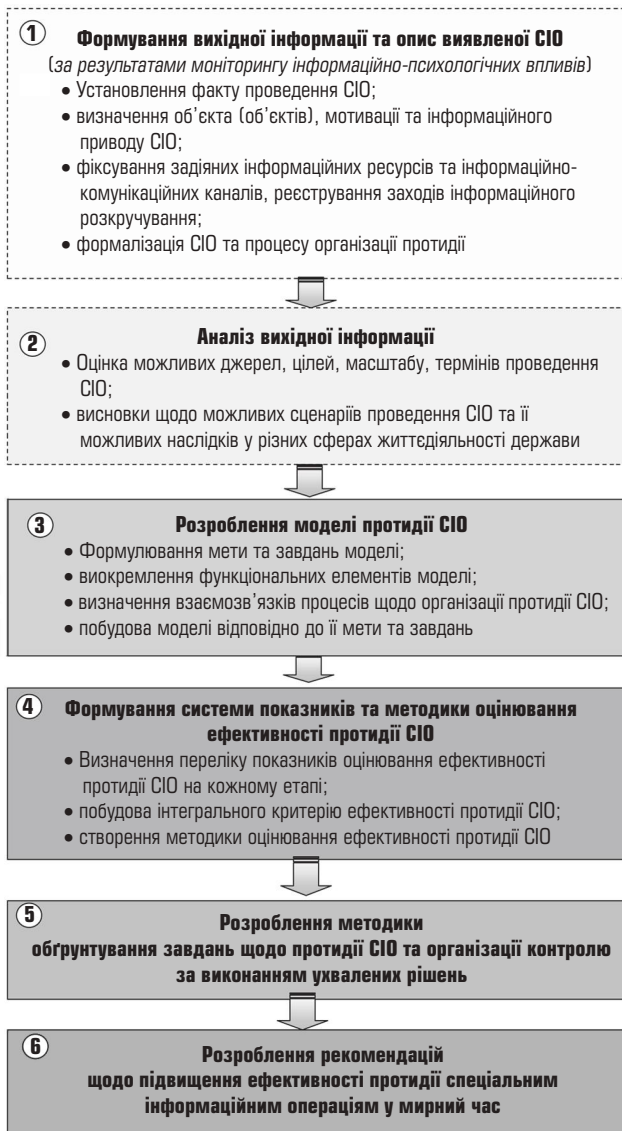 1 Формування вихідної інформації та опис виявленої СІО
(за результатами моніторингу інформаційно-психологічних впливів)
• Установлення факту проведення СІО;
• визначення об’єкта (об’єктів), мотивації та інформаційного
приводу СІО;
• фіксування задіяних інформаційних ресурсів та інформаційно-
комунікаційних каналів, реєстрування заходів інформаційного
розкручування;
• формалізація СІО та процесу організації протидії
2 Аналіз вихідної інформації
• Оцінка можливих джерел, цілей, масштабу, термінів проведення
СІО;
• висновки щодо можливих сценаріїв проведення СІО та її
можливих наслідків у різних сферах життєдіяльності держави
3 Розроблення моделі протидії СІО
• Формулювання мети та завдань моделі;
• виокремлення функціональних елементів моделі;
• визначення взаємозв’язків процесів щодо організації протидії СІО;
• побудова моделі відповідно до її мети та завдань
4 Формування системи показників та методики оцінювання
ефективності протидії СІО
• Визначення переліку показників оцінювання ефективності
протидії СІО на кожному етапі;
• побудова інтегрального критерію ефективності протидії СІО;
• створення методики оцінювання ефективності протидії СІО
5 Розроблення методики
обґрунтування завдань щодо протидії СІО та організації контролю
за виконанням ухвалених рішень
6 Розроблення рекомендацій
щодо підвищення ефективності протидії спеціальним
інформаційним операціям у мирний час